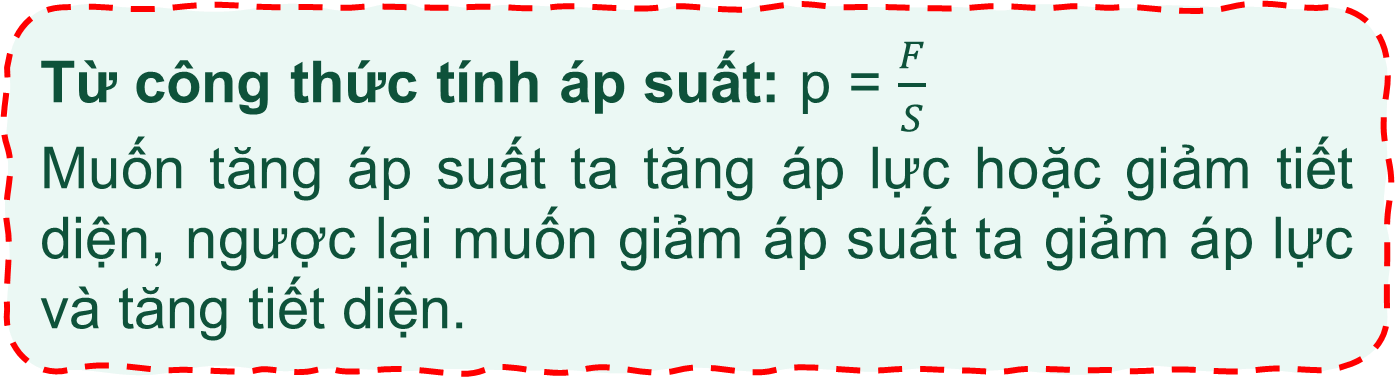 Từ công thức tính áp suất: p = F/S
Muốn tăng áp suất ta tăng áp lực hoặc giảm tiết
diện, ngược lại muốn giảm áp suất ta giảm áp lực
và tăng tiết diện.